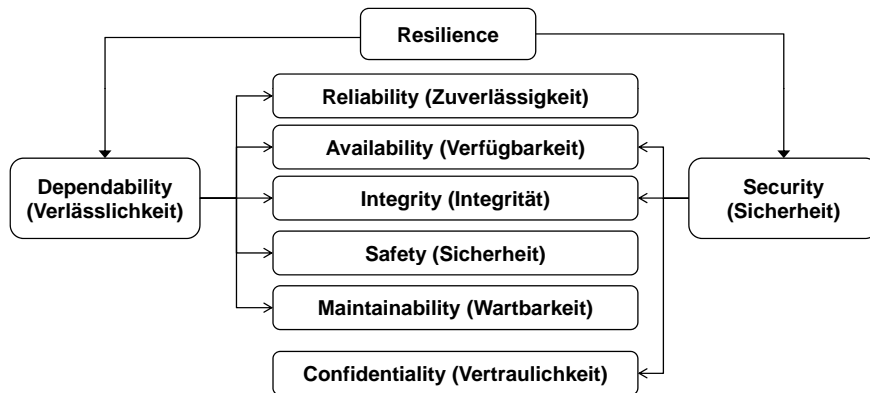 Resilience
Reliability (Zuverlässigkeit)
Availability (Verfügbarkeit)
Dependability
(Verlässlichkeit)
Integrity (Integrität)
Security
(Sicherheit)
Safety (Sicherheit)
Maintainability (Wartbarkeit)
Confidentiality (Vertraulichkeit)